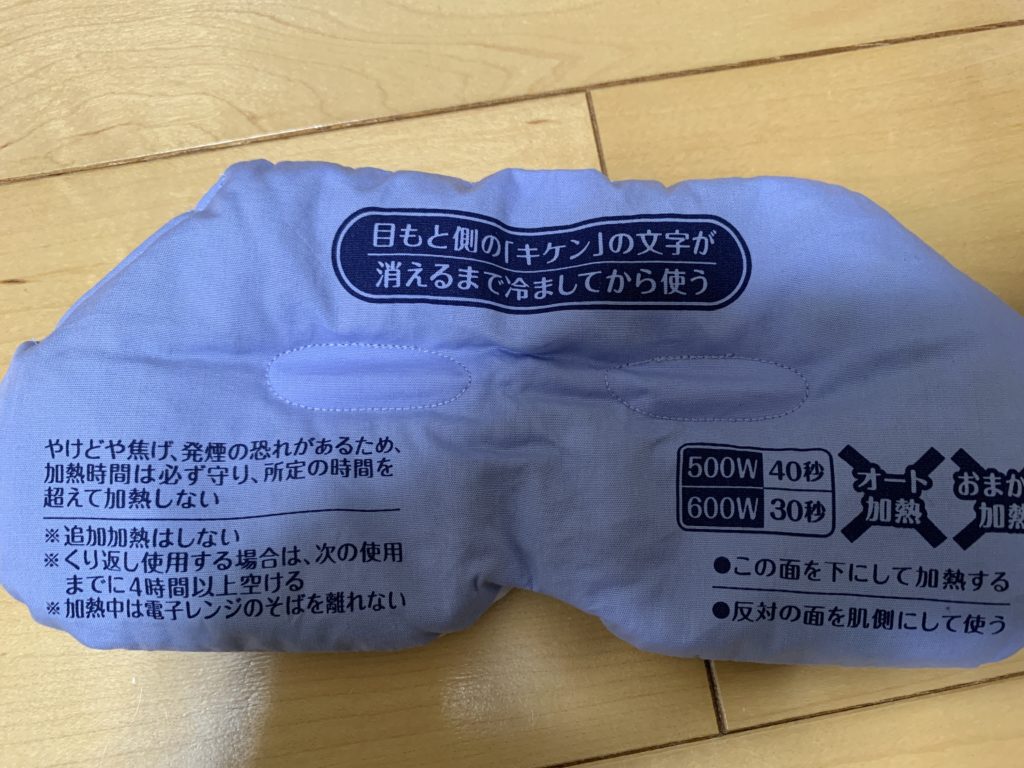 目もと側の「キケン」の文字が
消えるまで冷ましてから使う
やけどや焦げ、発煙の恐れがあるため、
加熱時間は必ず守り、所定の時間を
超えて加熱しない
※追加加熱はしない
※くり返し使用する場合は、次の使用
までに4時間以上空ける
※加熱中は電子レンジのそばを離れない
500W 40秒
600W 30秒
オート
加熱
おまか
加熱
●この面を下にして加熱する
●反対の面を肌側にして使う